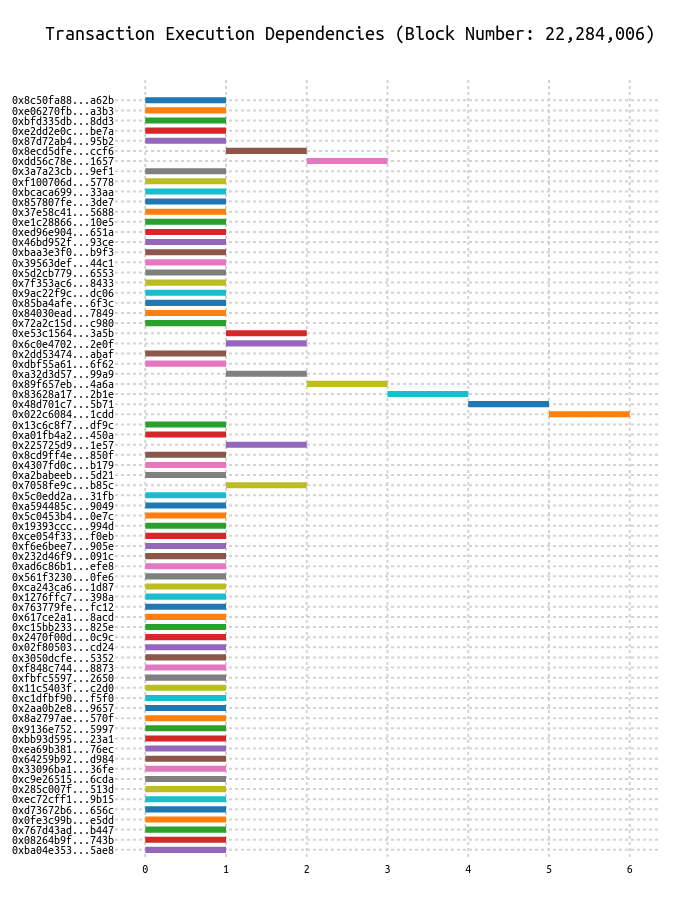 Transaction Execution Dependencies (Block Number: 22,284,006)
0x8c50fa88...a62b
0xe06270fb...a3b3
0xbfd335db...8dd3
0xe2dd2e0c...be7a
0x87d72ab4...95b2
0x8ecd5dfe...ccf6
0xdd56c78e...1657
0x3a7a23cb...9ef1
0xf100706d...5778
0xbcaca699...33aa
0x857807fe...3de7
0x37e58c41...5688
0xe1c28866...10e5
0xed96e904...651a
0x46bd952f...93ce
0xbaa3e3f0...b9f3
0x39563def...44c1
0x5d2cb779...6553
0x7f353ac6...8433
0x9ac22f9c...dc06
0x85ba4afe...6f3c
0x84030ead...7849
0x72a2c15d...c980
0xe53c1564...3a5b
0x6c0e4702...2e0f
0x2dd53474...abaf
0xdbf55a61...6f62
0xa32d3d57...99a9
0x89f657eb...4a6a
0x83628a17...2b1e
0x48d701c7...5b71
0x022c6084...1cdd
0x13c6c8f7...df9c
0xa01fb4a2...450a
0x225725d9...1e57
0x8cd9ff4e...850f
0x4307fd0c...b179
0xa2babeeb...5d21
0x7058fe9c...b85c
0x5c0edd2a...31fb
0xa594485c...9049
0x5c0453b4...0e7c
0x19393ccc...994d
0xce054f33...f0eb
0xf6e6bee7...905e
0x232d46f9...091c
0xad6c86b1...efe8
0x561f3230...0fe6
0xca243ca6...1d87
0x1276ffc7...398a
0x763779fe...fc12
0x617ce2a1...8acd
0xc15bb233...825e
0x2470f00d...0c9c
0x02f80503...cd24
0x3050dcfe...5352
0xf848c744...8873
0xfbfc5597...2650
0x11c5403f...c2d0
0xc1dfbf90...f5f0
0x2aa0b2e8...9657
0x8a2797ae...570f
0x9136e752...5997
0xbb93d595...23a1
0xea69b381...76ec
0x64259b92...d984
0x33096ba1...36fe
0xc9e26515...6cda
0x285c007f...513d
0xec72cff1...9b15
0xd73672b6...656c
0x0fe3c99b...e5dd
0x767d43ad...b447
0x08264b9f...743b
0xba04e353...5ae8
0 1 2 3 4 5 6